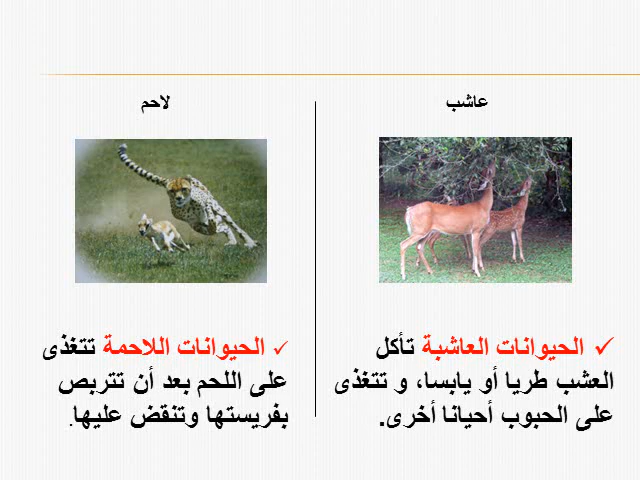 عاشب
✓ الحيوانات العاشبة تأكل
العشب طريا أو يابسا، و تتغذى
على الحبوب أحيانا أخرى.
لاحم
✓ الحيوانات اللاحمة تتغذى
على اللحم بعد أن تتربص
بفريستها وتنقض عليها.